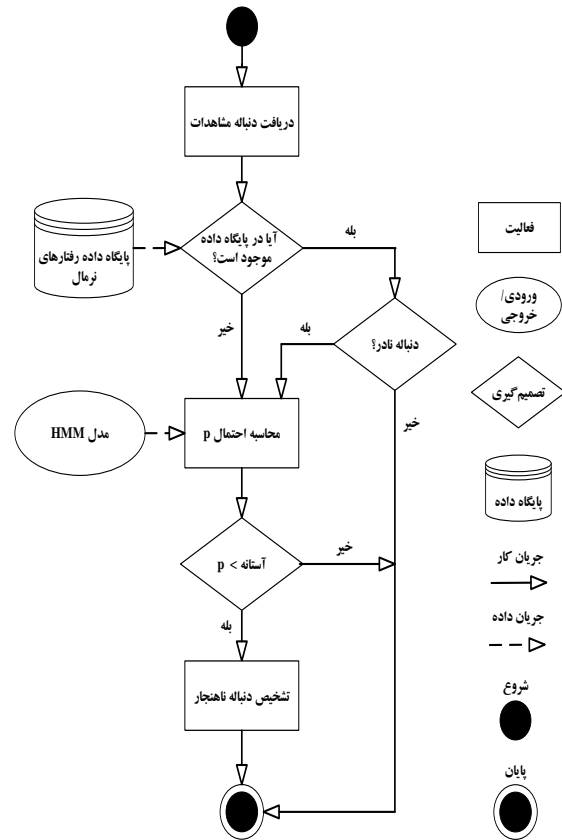 دریافت دنباله مشاهدات
آیا در پایگاه داده
موجود است؟
پایگاه داده رفتارهای
نرمال
بله
خیر
دنباله نادر؟
بله
خیر
محاسبه احتمال p
مدل HMM
آستانه > p
خیر
بله
تشخیص دنباله ناهنجار
فعالیت
ورودی/
خروجی
تصمیم‌گیری
پایگاه داده
جریان کار
جریان داده
شروع
پایان